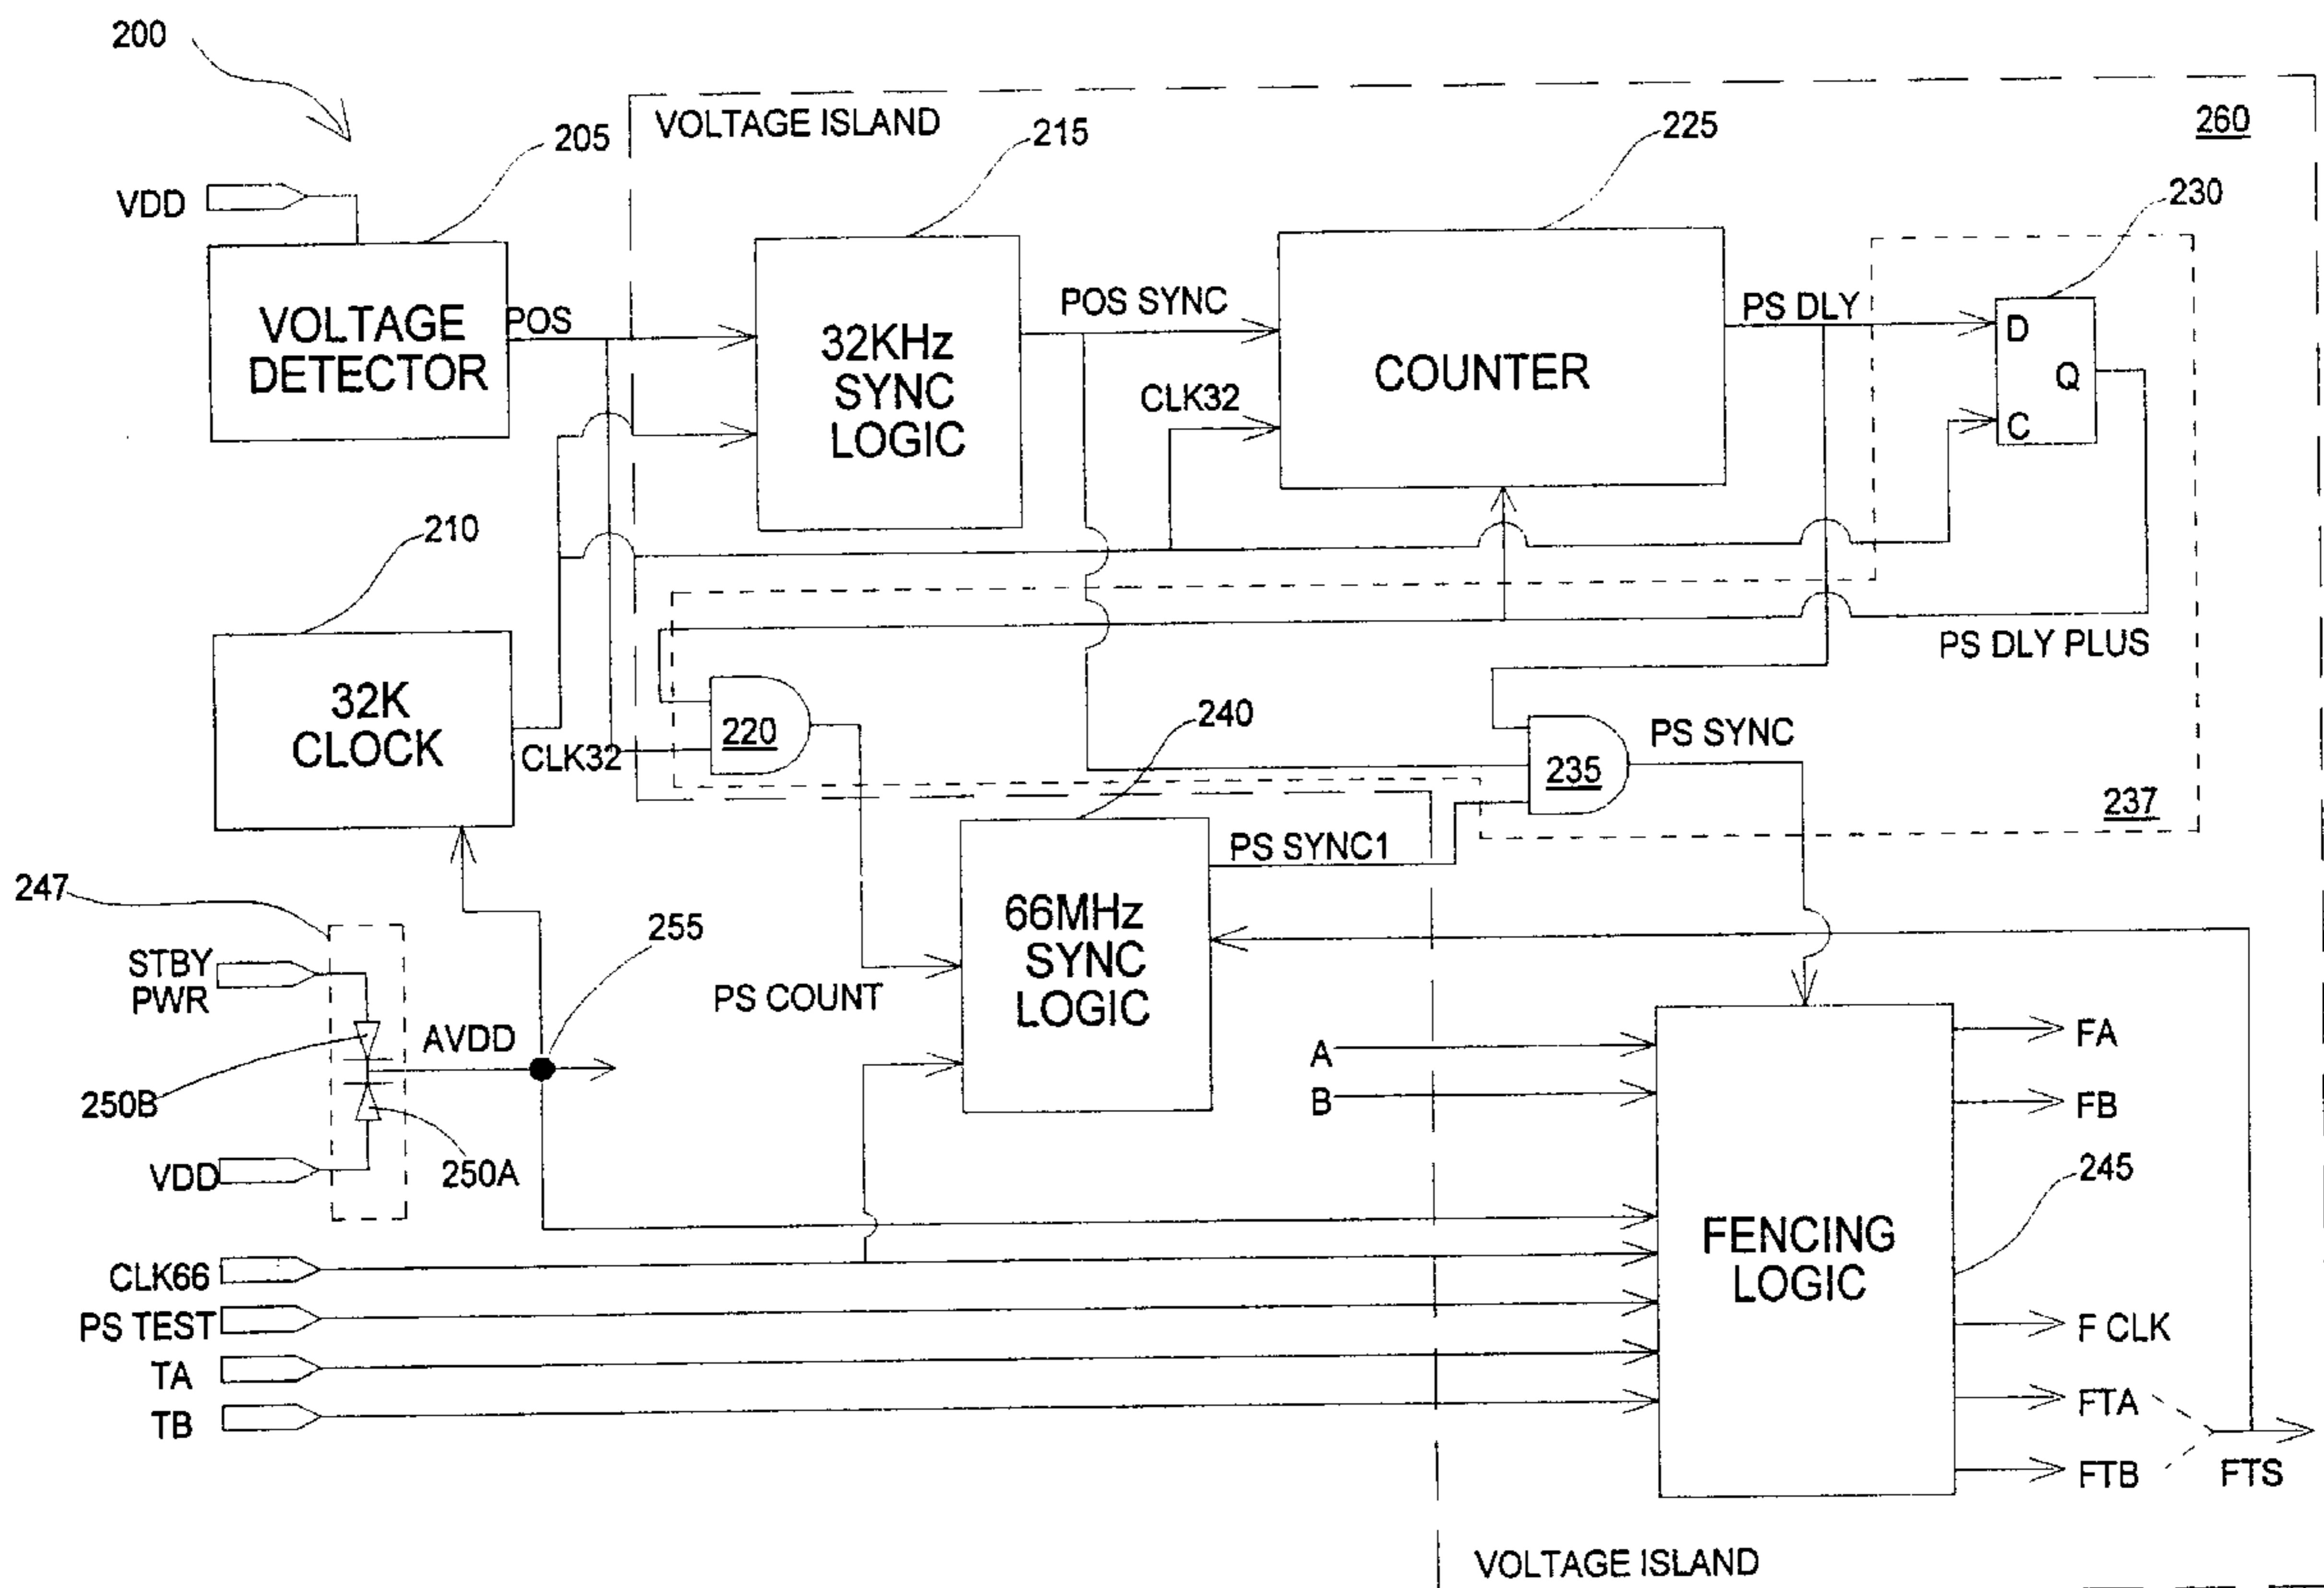 200
VOLTAGE ISLAND
260
205
215
225
230
VDD
VOLTAGE
DETECTOR
POS
32KHz
SYNC
LOGIC
POS SYNC
CLK32
COUNTER
PS DLY
D
Q
C
210
32K
CLOCK
CLK32
220
PS DLY PLUS
240
235
PS SYNC
237
PS SYNC1
247
STBY
PWR
255
AVDD
66MHz
SYNC
LOGIC
PS COUNT
250B
250A
VDD
A
B
FA
FB
245
FENCING
LOGIC
CLK66
PS TEST
TA
TB
F CLK
FTA
FTB
FTS
VOLTAGE ISLAND